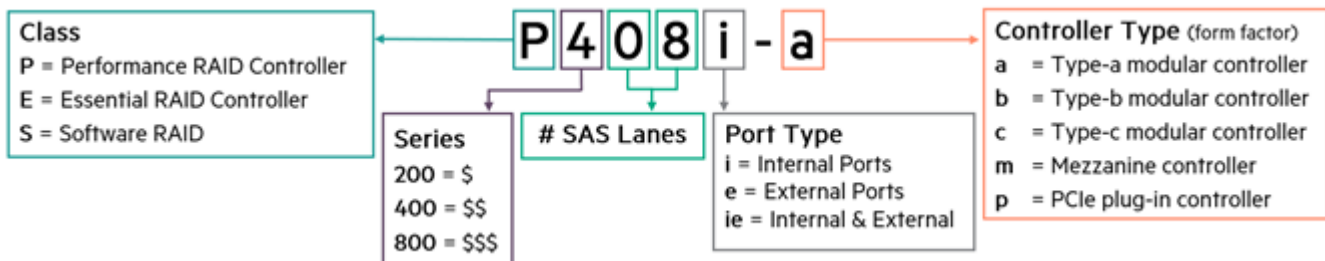 P408i-a
Class
P = Performance RAID Controller
E = Essential RAID Controller
S = Software RAID
Series
200 = $
400 = $$
800 = $$$
# SAS Lanes
Port Type
i = Internal Ports
e = External Ports
ie = Internal & External
Controller Type (form factor)
a = Type-a modular controller
b = Type-b modular controller
c = Type-c modular controller
m = Mezzanine controller
p = PCIe plug-in controller